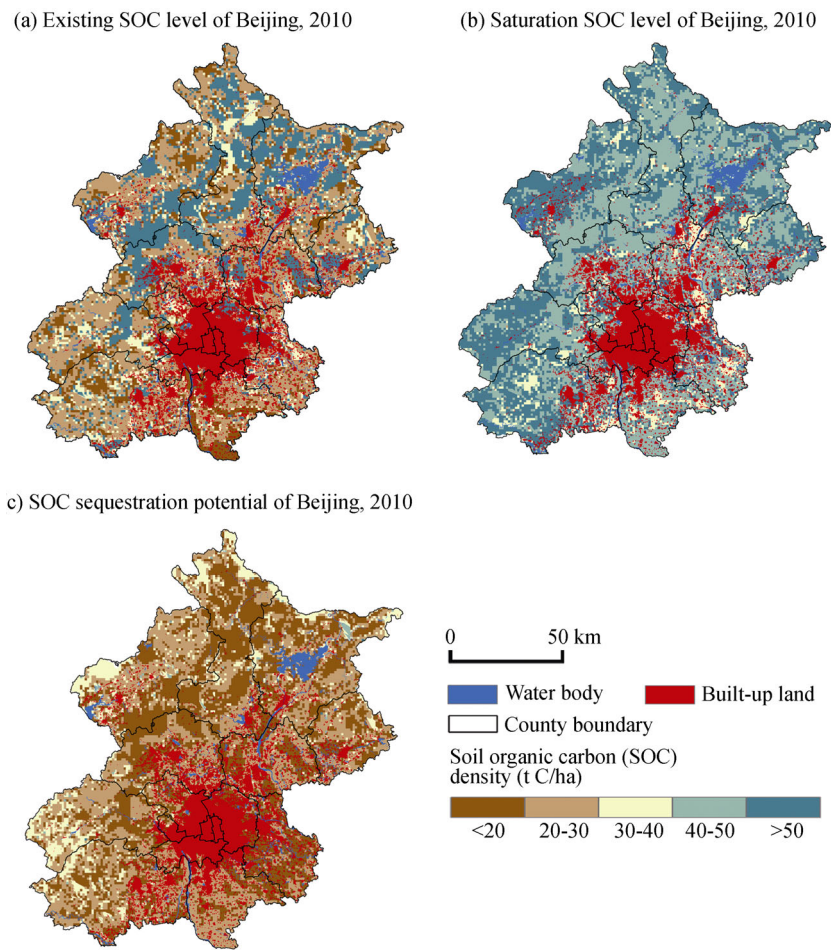 (a) Existing SOC level of Beijing, 2010
(b) Saturation SOC level of Beijing, 2010
c) SOC sequestration potential of Beijing, 2010
0 50 km
Water body Built-up land
County boundary
Soil organic carbon (SOC)
density (t C/ha)
<20 20-30 30-40 40-50 >50